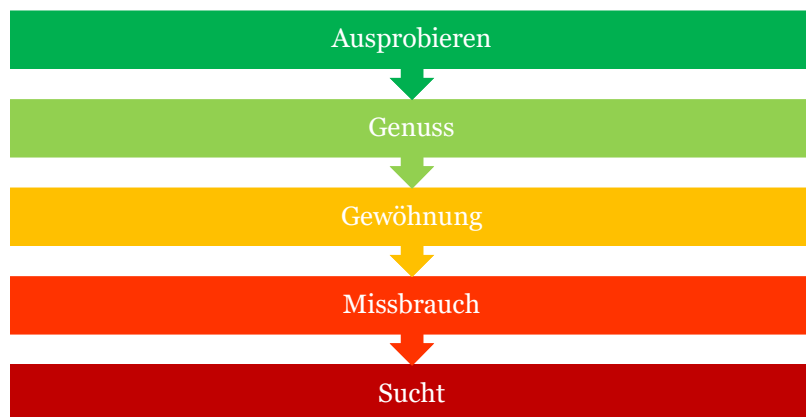 Ausprobieren
Genuss
Gewöhnung
Missbrauch
Sucht